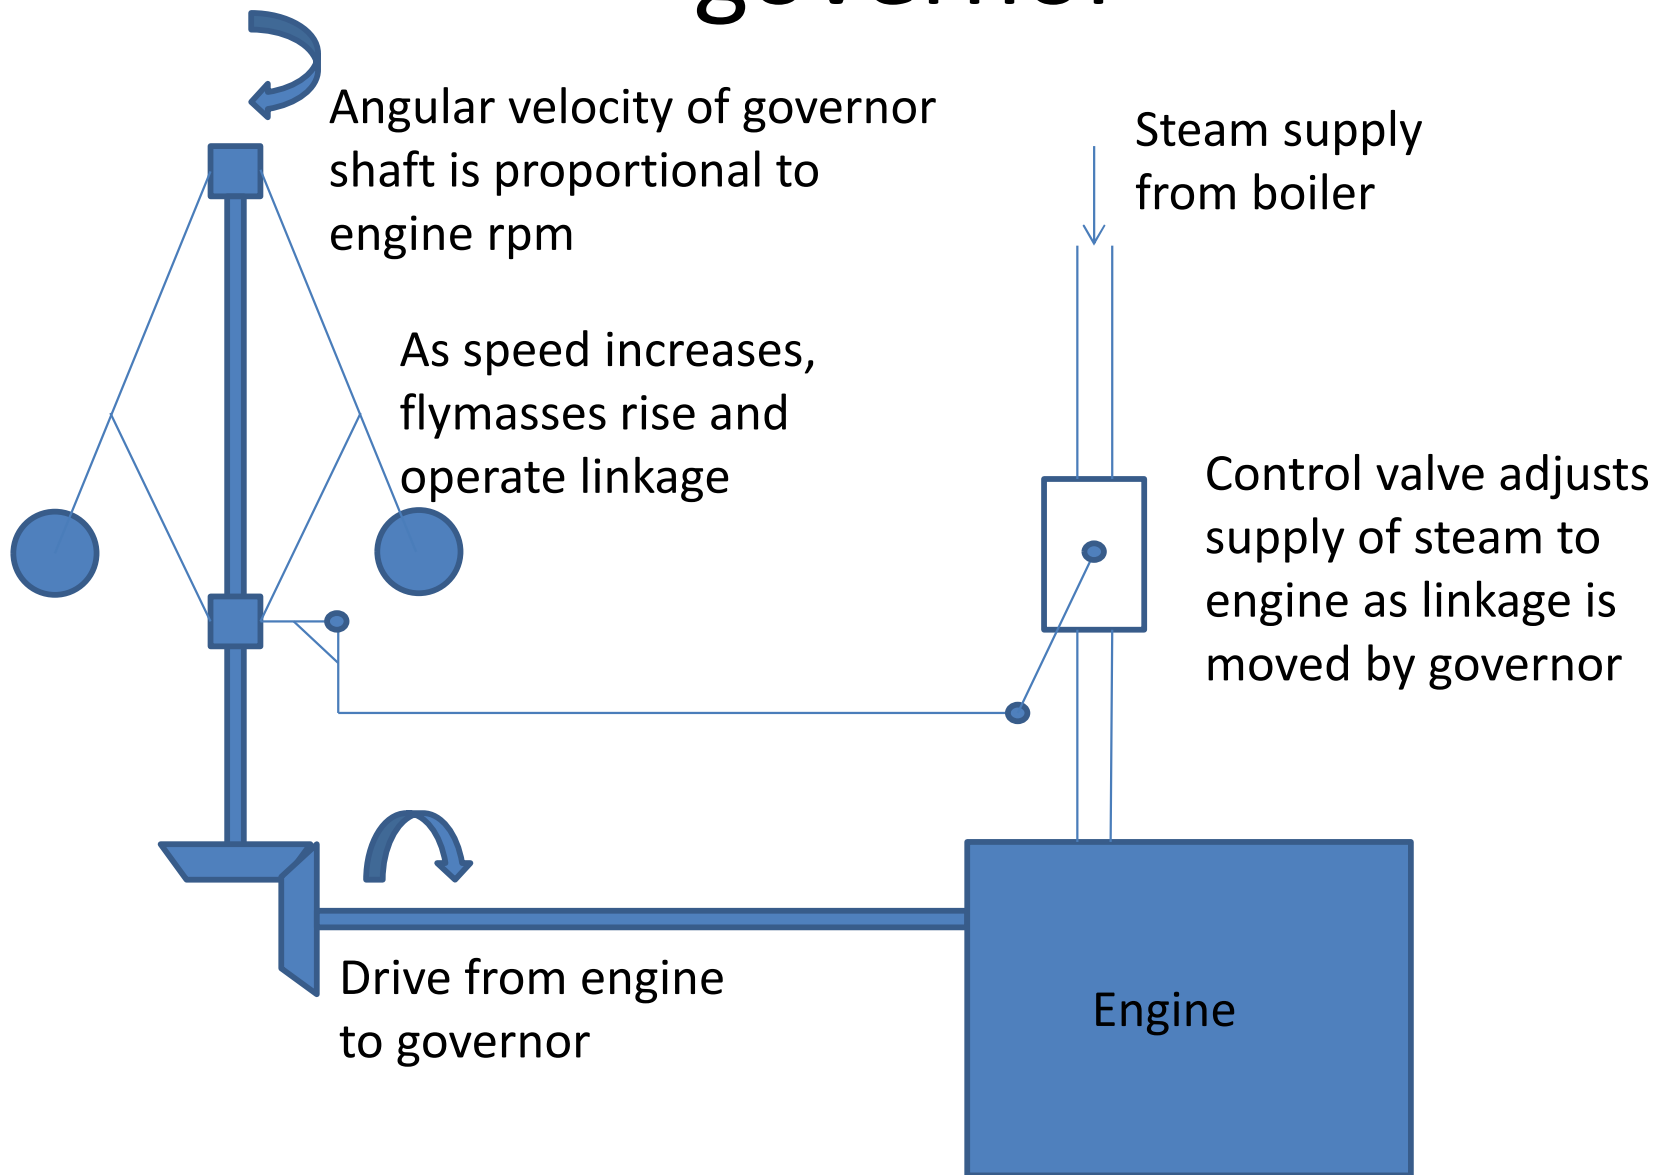 governor
Angular velocity of governor
shaft is proportional to
engine rpm
Steam supply
from boiler
As speed increases,
flymasses rise and
operate linkage
Control valve adjusts
supply of steam to
engine as linkage is
moved by governor
Drive from engine
to governor
Engine